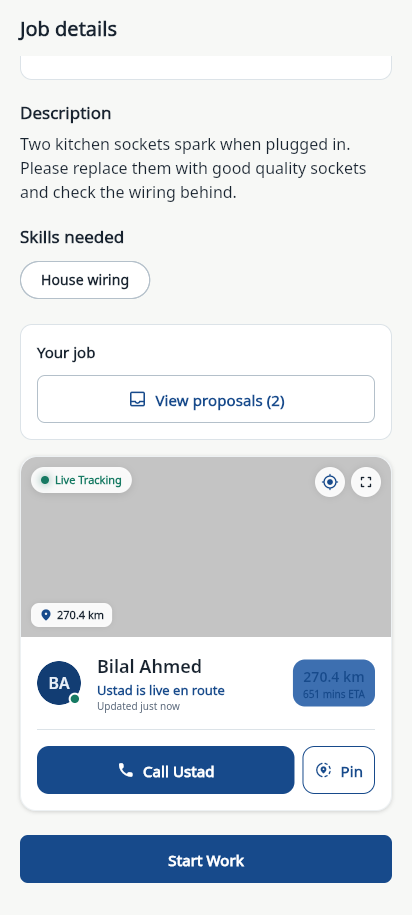 Job details
Description
Two kitchen sockets spark when plugged in.
Please replace them with good quality sockets
and check the wiring behind.
Skills needed
House wiring
Your job
View proposals (2)
Live Tracking
270.4 km
BA
Bilal Ahmed
Ustad is live en route
Updated just now
270.4 km
651 mins ETA
Call Ustad
Pin
Start Work